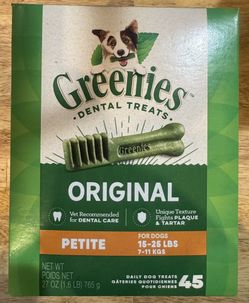 Greenies
DENTAL TREATS
Greenies
ORIGINAL
Vet Recommended
for DENTAL CARE
Unique Texture
Fights PLAQUE
& TARTAR
PETITE
FOR DOGS
15-25 LBS
7-11 KGS
NET WT
POIDS NET
27 OZ (1.6 LB) 765 g
DAILY DOG TREATS
GÂTERIES QUOTIDIENNES
POUR CHIENS
45